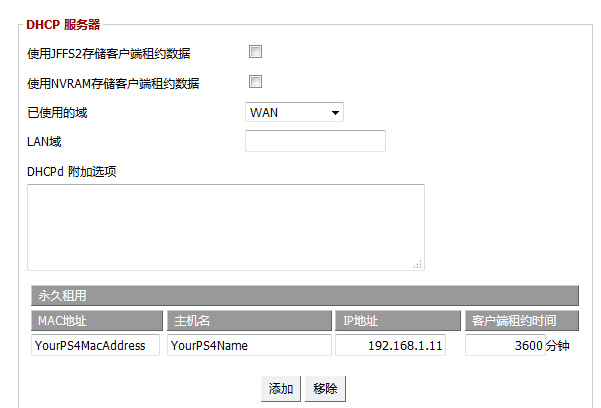 DHCP 服务器
使用JFFS2存储客户端租约数据
使用NVRAM存储客户端租约数据
已使用的域 WAN
LAN域
DHCPd 附加选项
永久租用
MAC地址 主机名 IP地址 客户端租约时间
YourPS4MacAddress YourPS4Name 192.168.1.11 3600 分钟
添加 移除